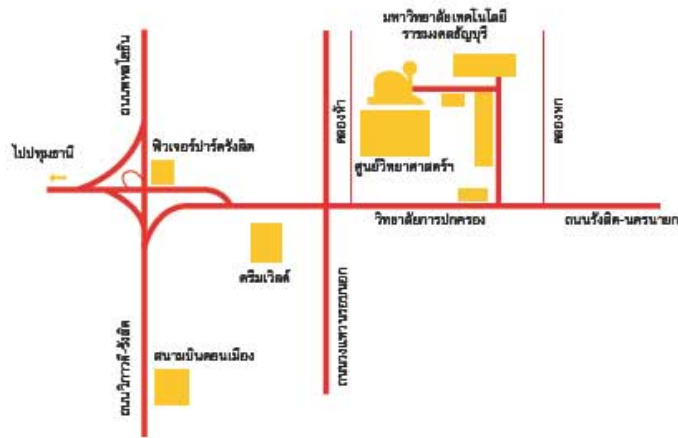 มหาวิทยาลัยเทคโนโลยี
ราชมงคลธัญบุรี
ถนนพหลโยธิน
คลองห้า
คลองหก
ไปปทุมธานี
ฟิวเจอร์ปาร์ครังสิต
ศูนย์วิทยาศาสตร์ฯ
วิทยาลัยการปกครอง
ถนนรังสิต-นครนายก
ดรีมเวิลด์
ถนนวงแหวนรอบนอก
ถนนวิภาวดี-รังสิต
สนามบินดอนเมือง